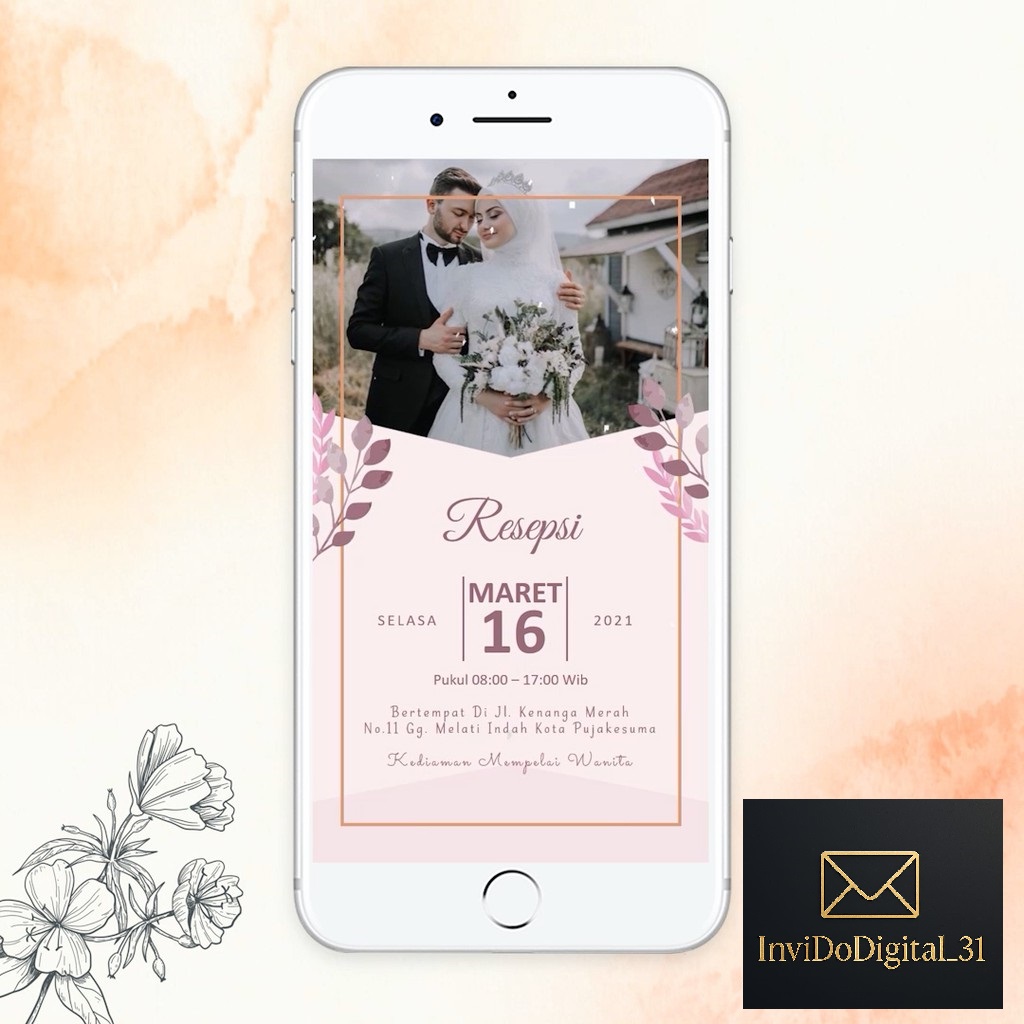 Resepsi
MARET
SELASA 16 2021
Pukul 08:00 – 17:00 Wib
Bertempat Di Jl. Kenanga Merah
No.11 Gg. Melati Indah Kota Pujakesuma
Kediaman Mempelai Wanita
InviDoDigital_31